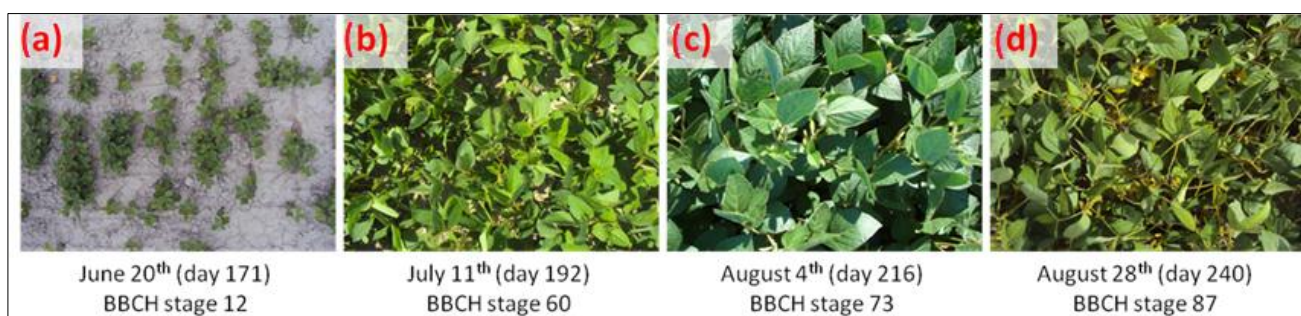 (a)
(b)
(c)
(d)
June 20th (day 171)
BBCH stage 12
July 11th (day 192)
BBCH stage 60
August 4th (day 216)
BBCH stage 73
August 28th (day 240)
BBCH stage 87